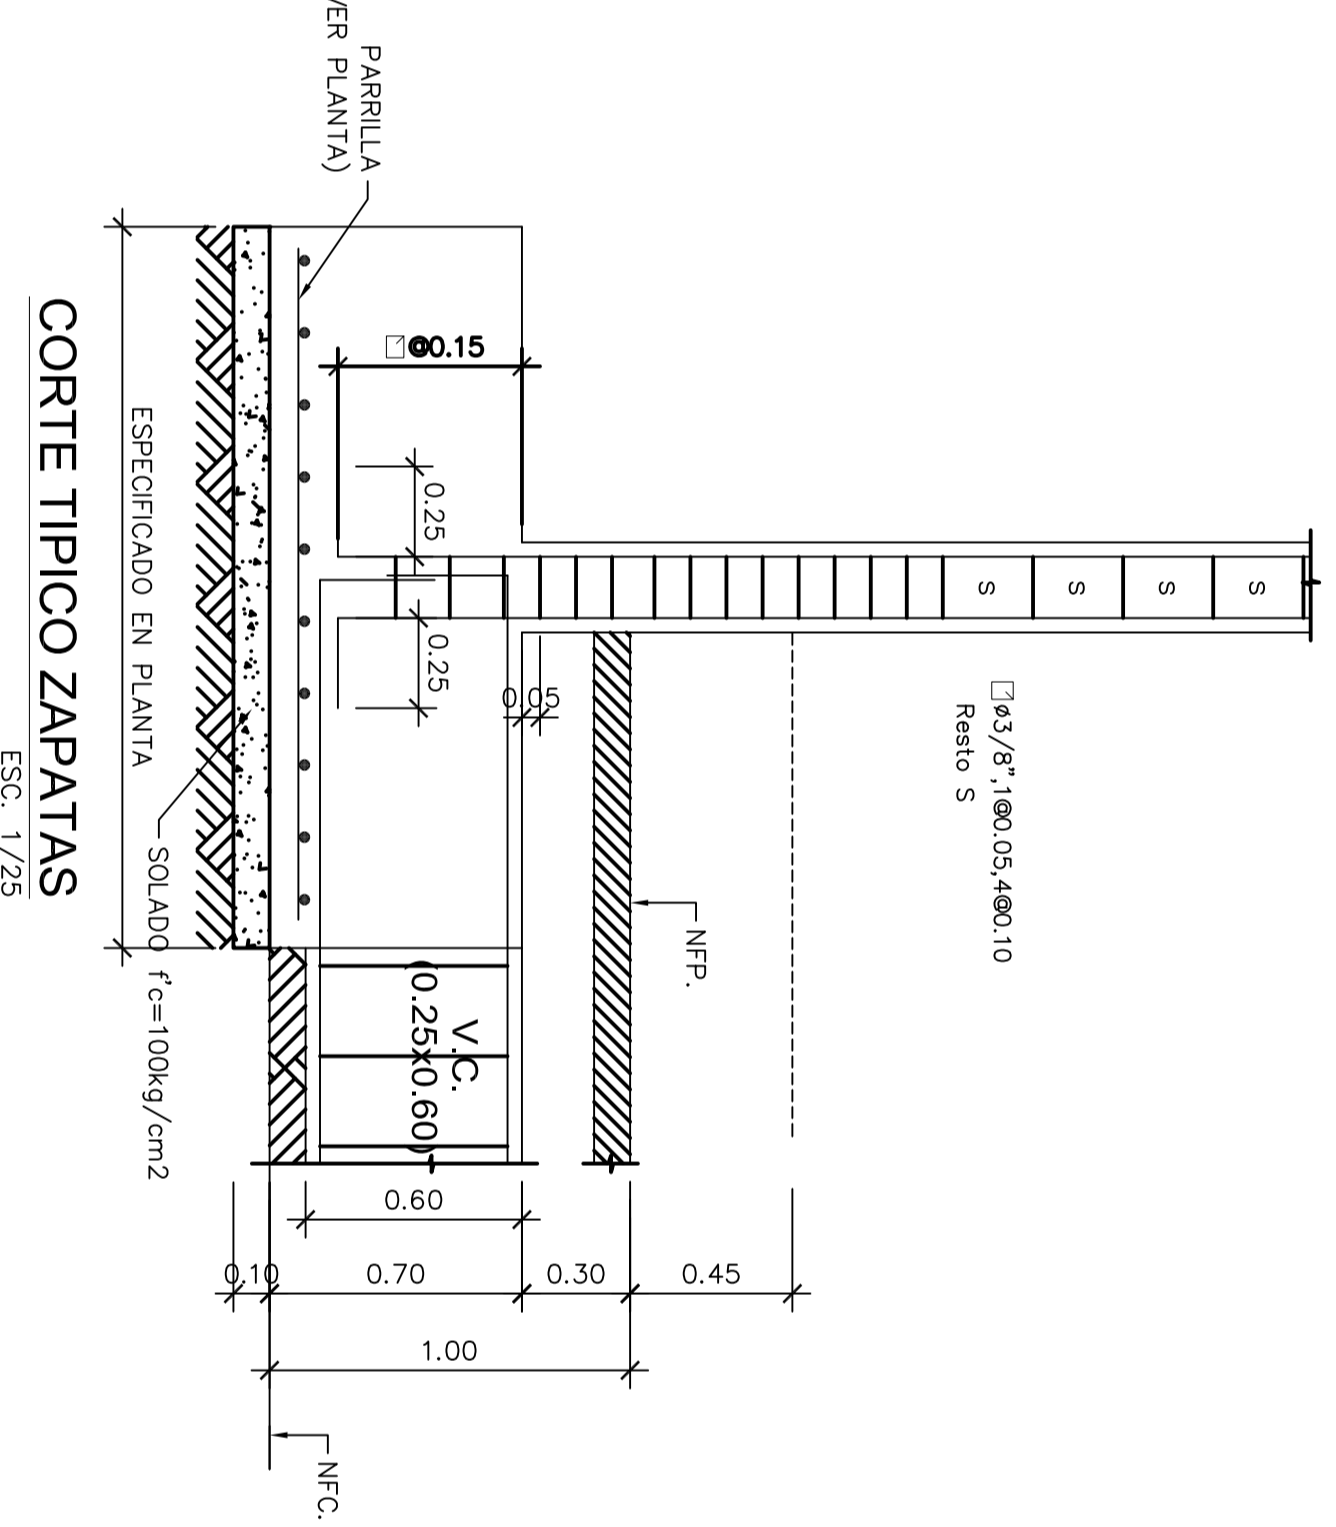 □ø3/8",1@0.05,4@0.10
Resto S
S
S
S
S
PARRILLA
VER PLANTA)
□@0.15
0.25
0.25
0.05
NFP.
V.C.
(0.25x0.60)
0.60
0.10
0.70
0.30
0.45
1.00
NFC.
SOLADO f'c=100kg/cm2
ESPECIFICADO EN PLANTA
CORTE TIPICO ZAPATAS
ESC. 1/25